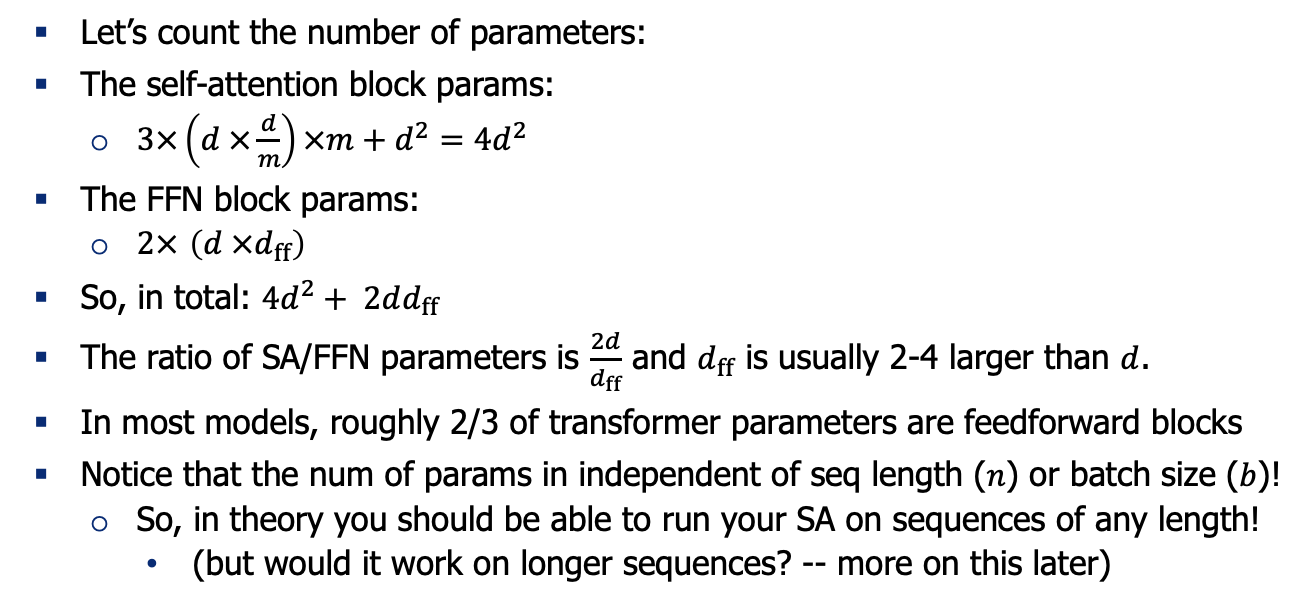 ▪ Let's count the number of parameters:
▪ The self-attention block params:
○ 3×(d × d/m) ×m + d² = 4d²
▪ The FFN block params:
○ 2× (d ×d_ff)
▪ So, in total: 4d² + 2dd_ff
▪ The ratio of SA/FFN parameters is 2d/d_ff and d_ff is usually 2-4 larger than d.
▪ In most models, roughly 2/3 of transformer parameters are feedforward blocks
▪ Notice that the num of params in independent of seq length (n) or batch size (b)!
○ So, in theory you should be able to run your SA on sequences of any length!
• (but would it work on longer sequences? -- more on this later)